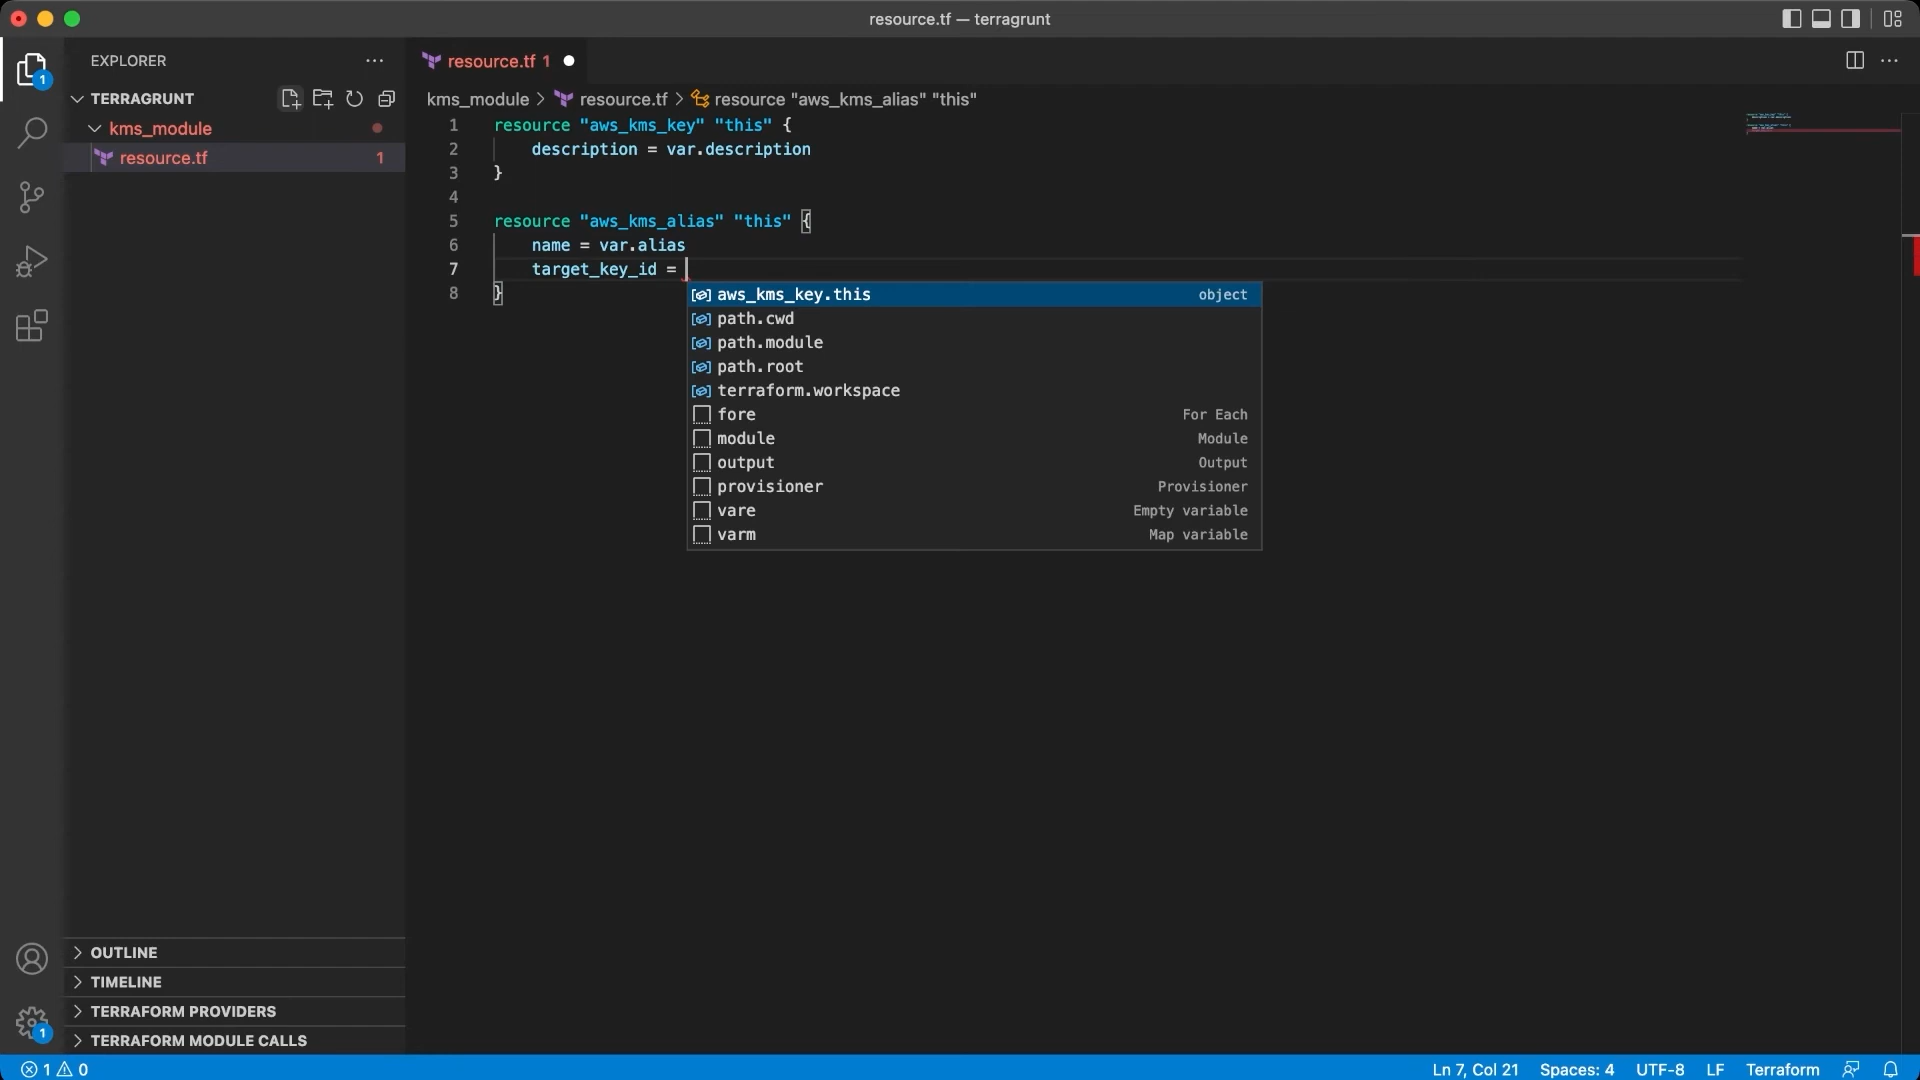 resource.tf — terragrunt
1
EXPLORER
TERRAGRUNT
kms_module
resource.tf 1
OUTLINE
TIMELINE
TERRAFORM PROVIDERS
TERRAFORM MODULE CALLS
1
resource.tf 1
kms_module > resource.tf > resource "aws_kms_alias" "this"
1 resource "aws_kms_key" "this" {
2 description = var.description
3 }
4
5 resource "aws_kms_alias" "this" {
6 name = var.alias
7 target_key_id =
8 }
aws_kms_key.this object
path.cwd
path.module
path.root
terraform.workspace
fore For Each
module Module
output Output
provisioner Provisioner
vare Empty variable
varm Map variable
1 0 Ln 7, Col 21 Spaces: 4 UTF-8 LF Terraform